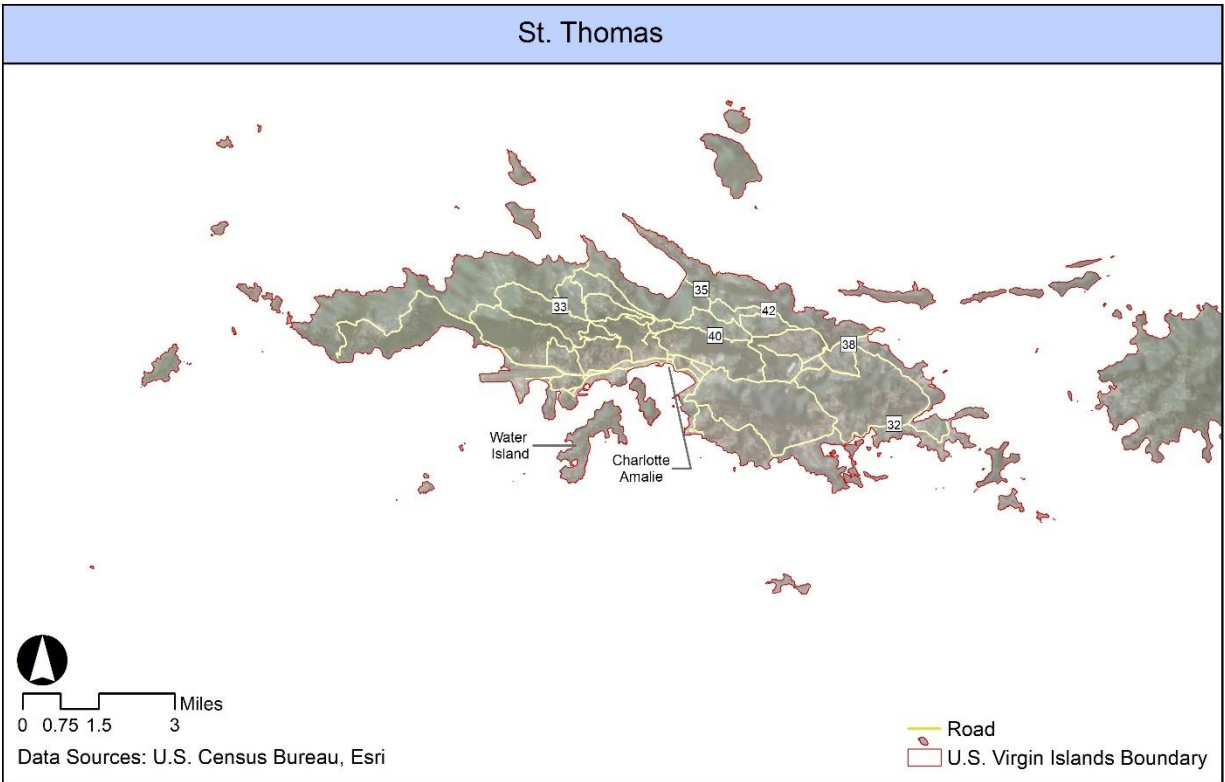 St. Thomas
35
33
42
40
38
32
Water
Island
Charlotte
Amalie
Miles
0 0.75 1.5 3
Data Sources: U.S. Census Bureau, Esri
Road
U.S. Virgin Islands Boundary